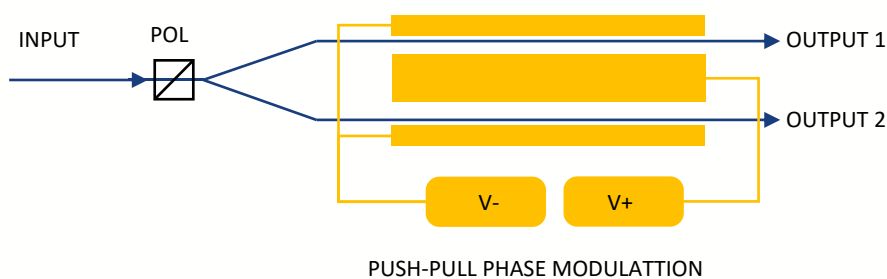 INPUT
POL
OUTPUT 1
OUTPUT 2
V-
V+
PUSH-PULL PHASE MODULATTION